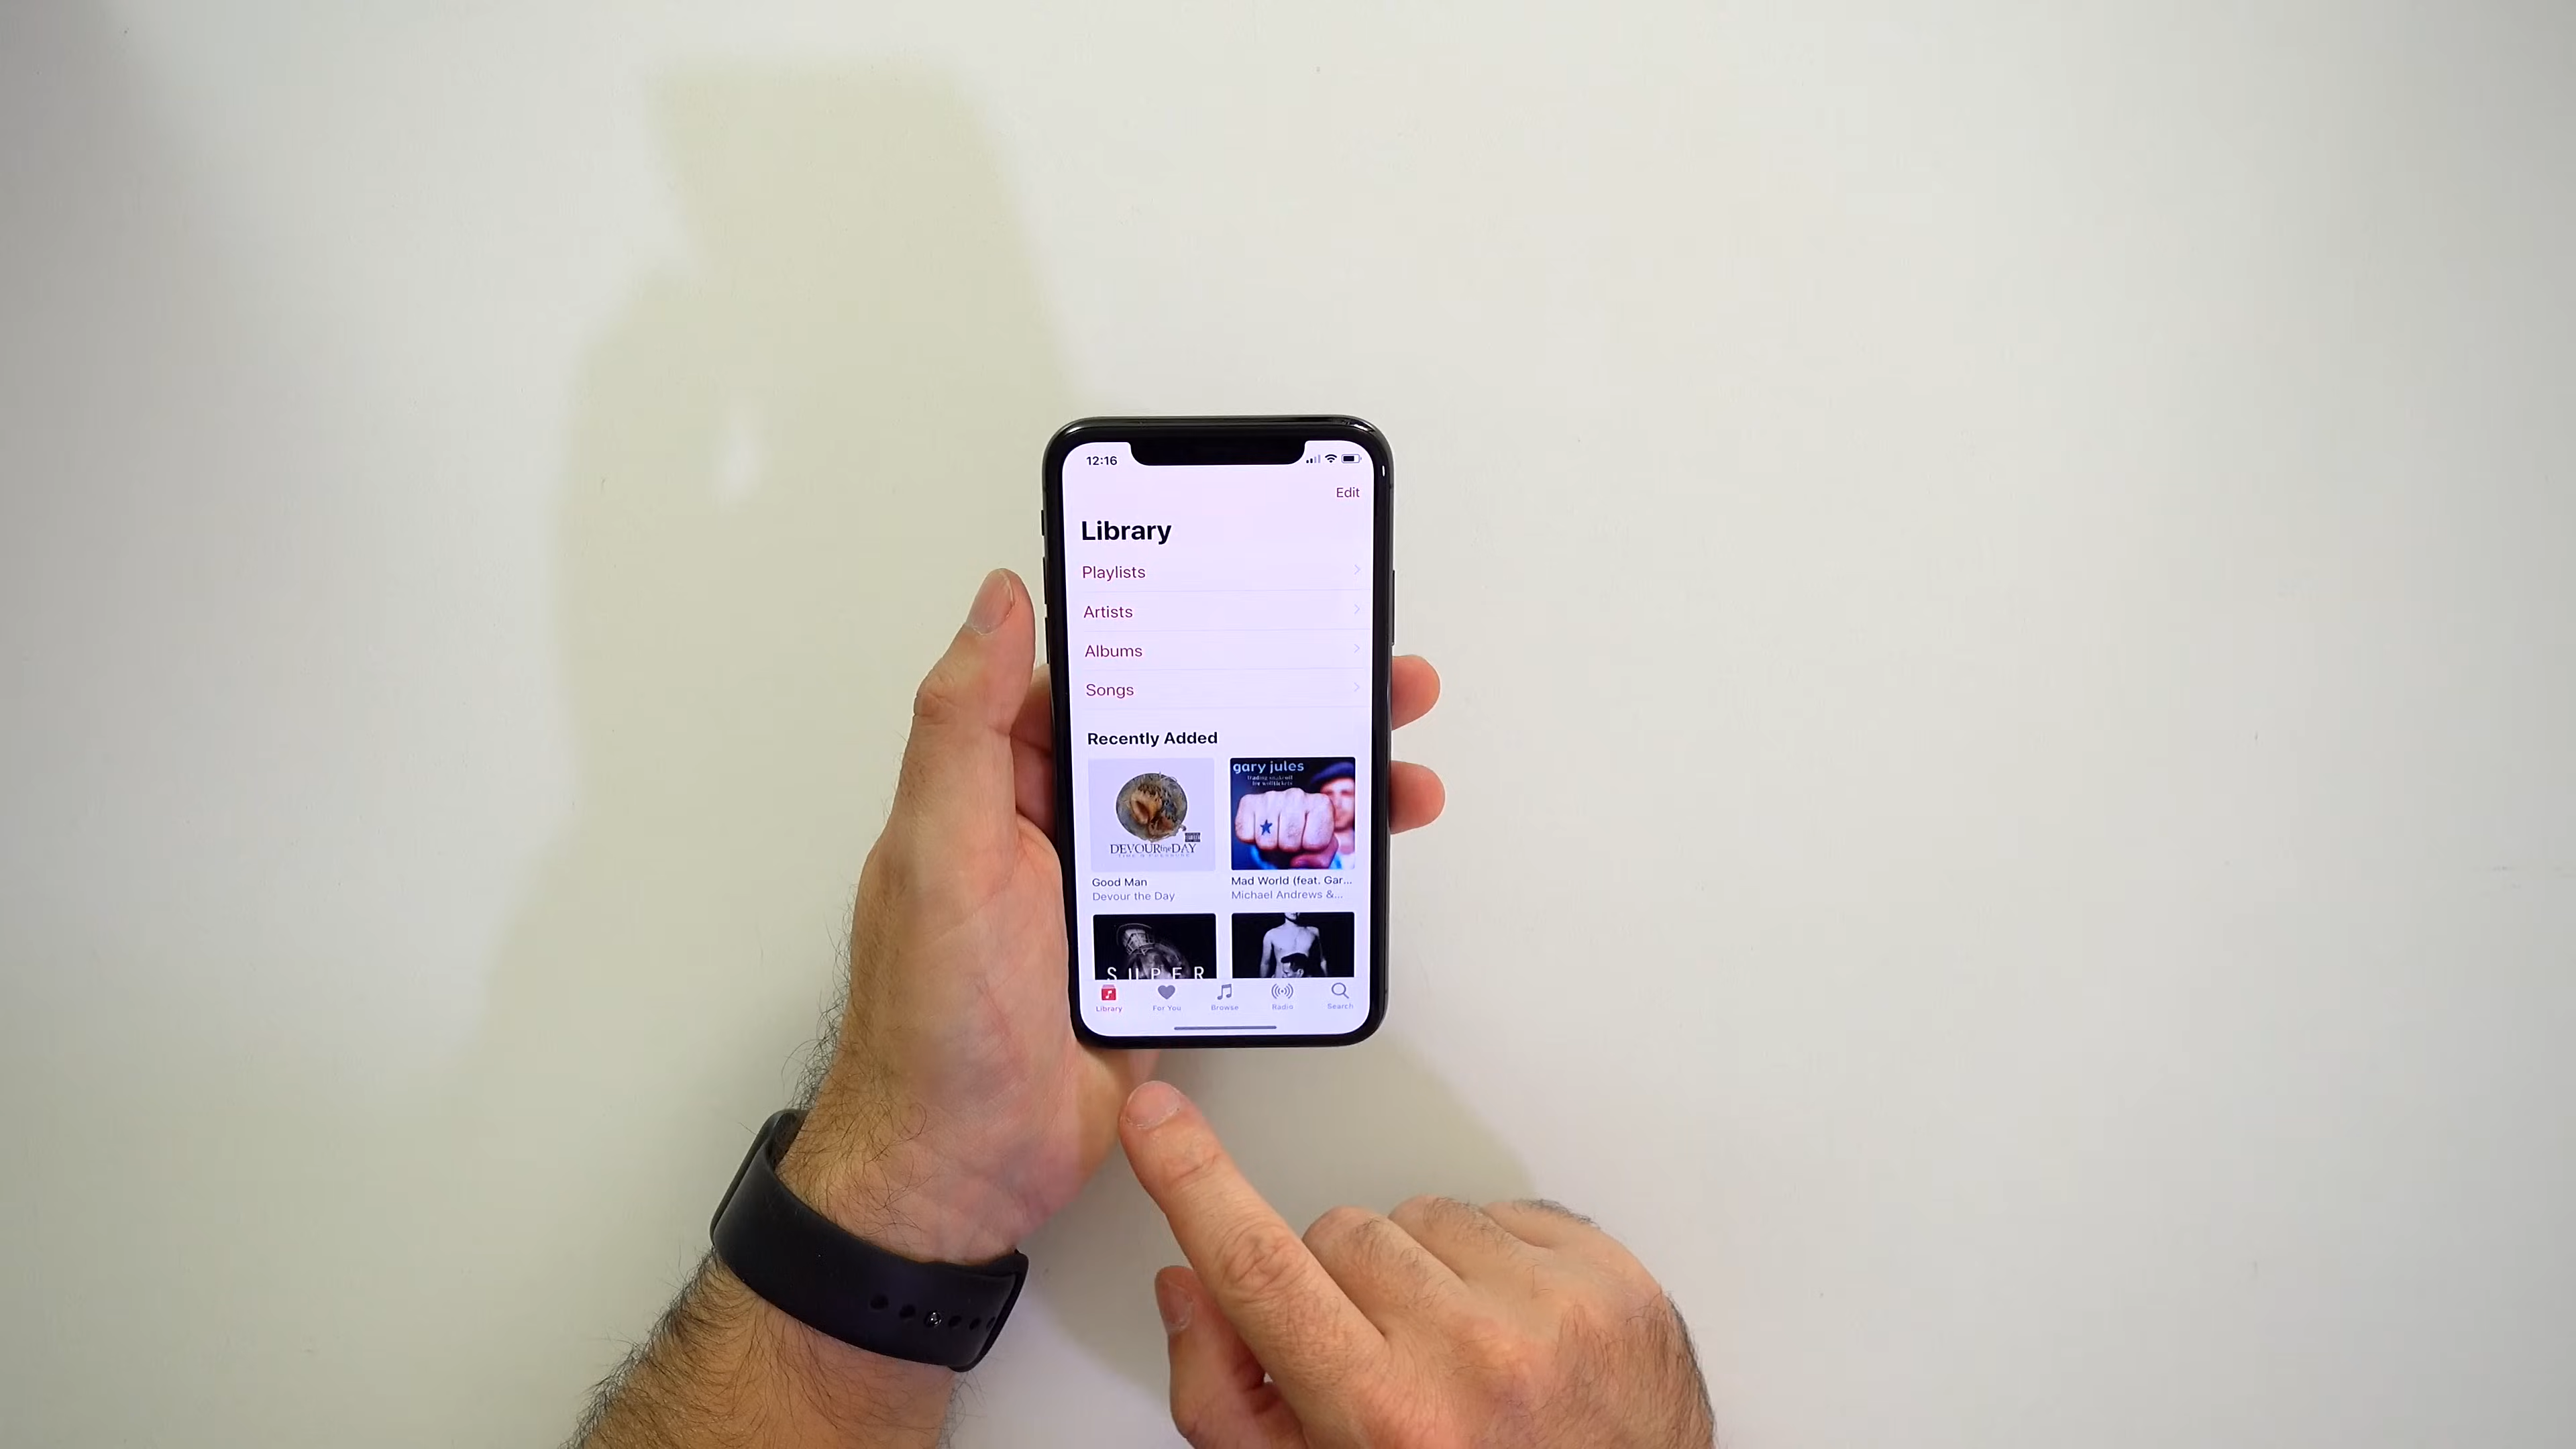 12:16
Edit
Library
Playlists
Artists
Albums
Songs
Recently Added
DEVOUR the DAY
gary jules
Good Man
Devour the Day
Mad World (feat. Gar...
Michael Andrews &...
SUPER
Library
For You
Browse
Radio
Search